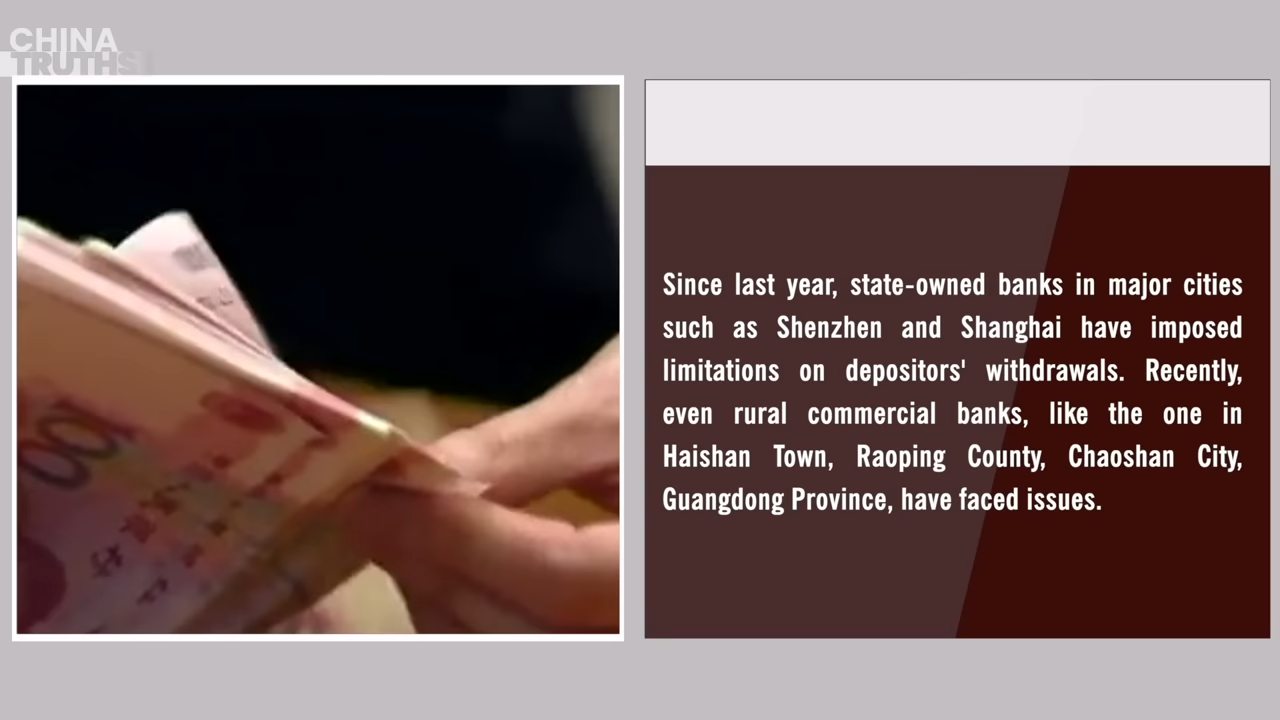 CHINA
TRUTHS
100
Since last year, state-owned banks in major cities
such as Shenzhen and Shanghai have imposed
limitations on depositors' withdrawals. Recently,
even rural commercial banks, like the one in
Haishan Town, Raoping County, Chaoshan City,
Guangdong Province, have faced issues.